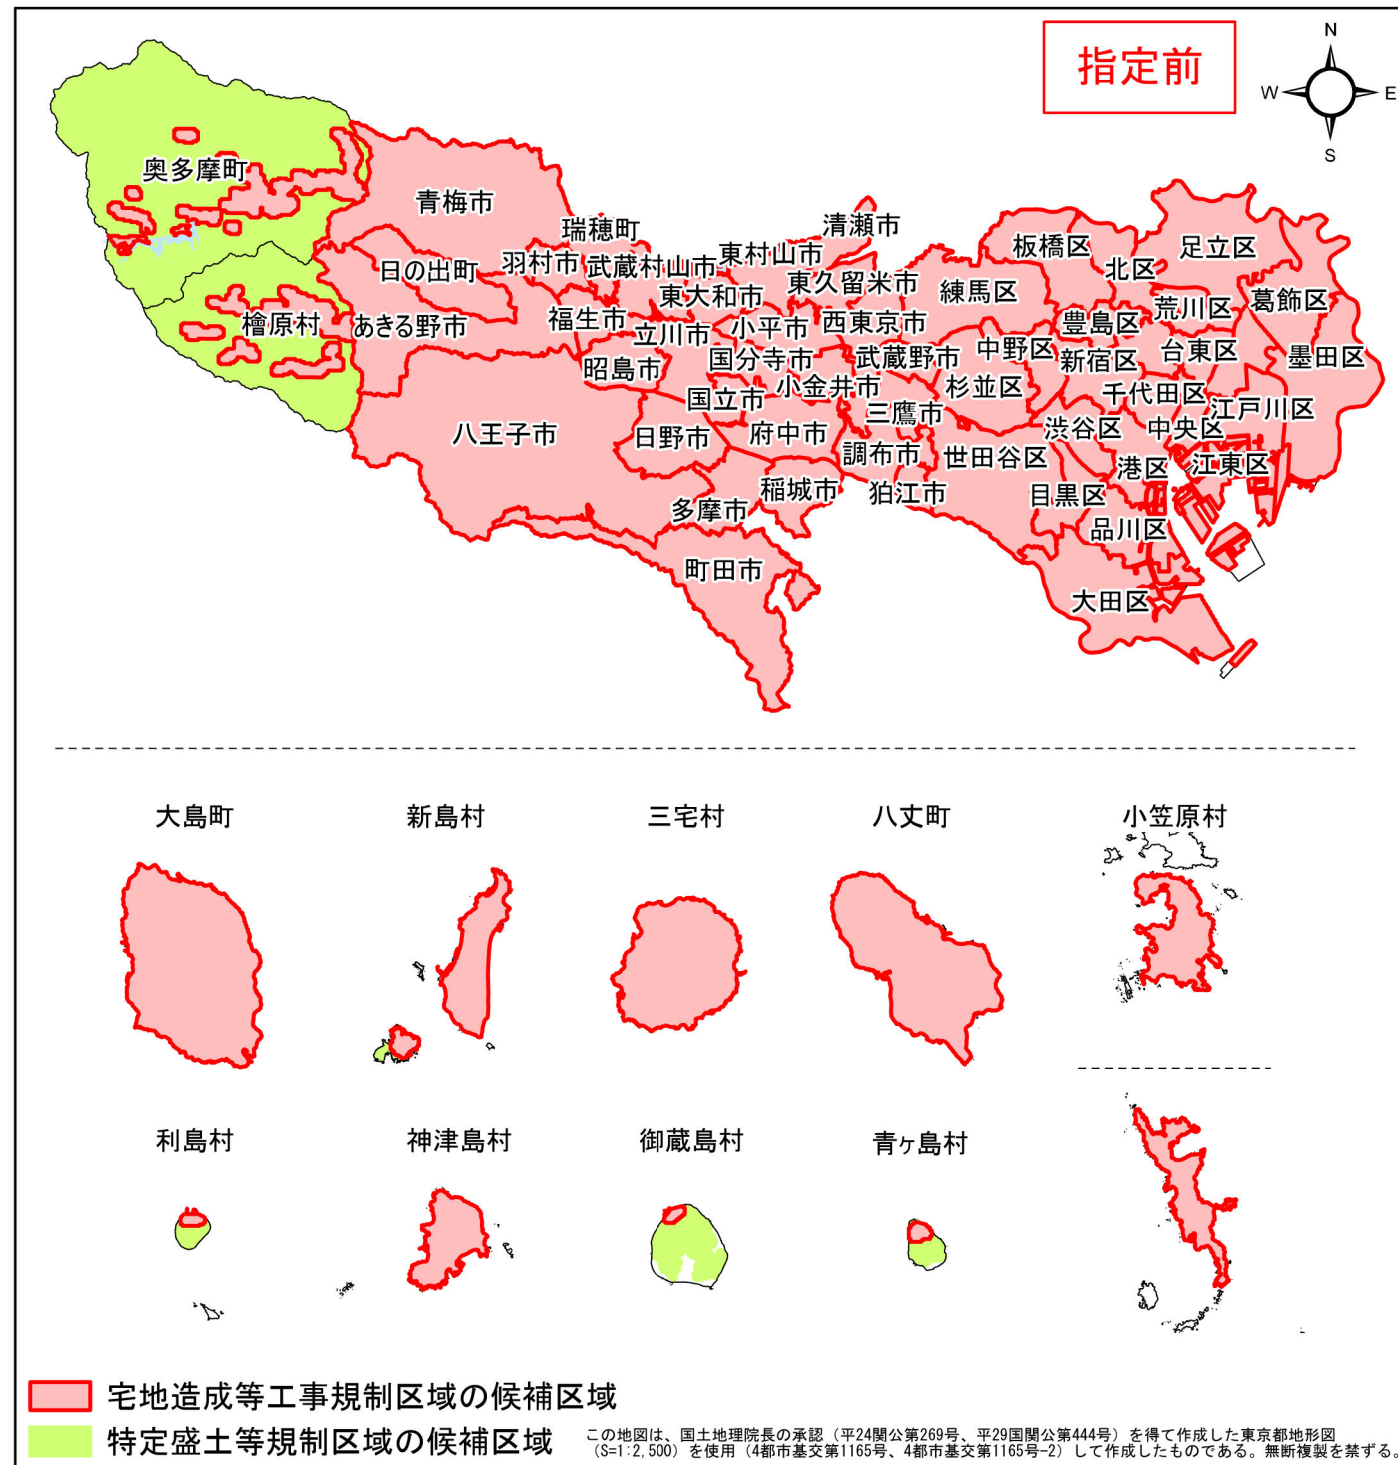 指定前
N
W
E
S
奥多摩町
青梅市
瑞穂町
清瀬市
板橋区
足立区
日の出町
羽村市
武蔵村山市
東村山市
東久留米市
練馬区
北区
荒川区
葛飾区
檜原村
あきる野市
福生市
東大和市
立川市
小平市
西東京市
豊島区
台東区
墨田区
昭島市
国分寺市
武蔵野市
中野区
新宿区
国立市
小金井市
杉並区
千代田区
江戸川区
八王子市
日野市
府中市
三鷹市
渋谷区
中央区
調布市
世田谷区
港区
江東区
多摩市
稲城市
狛江市
目黒区
品川区
町田市
大田区
大島町
新島村
三宅村
八丈町
小笠原村
利島村
神津島村
御蔵島村
青ヶ島村
宅地造成等工事規制区域の候補区域
特定盛土等規制区域の候補区域
この地図は、国土地理院長の承認（平24関公第269号、平29国関公第444号）を得て作成した東京都地形図
（S=1:2,500）を使用（4都市基交第1165号、4都市基交第1165号-2）して作成したものである。無断複製を禁ずる。